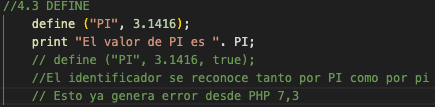 //4.3 DEFINE
define ("PI", 3.1416);
print "El valor de PI es ". PI;
// define ("PI", 3.1416, true);
//El identificador se reconoce tanto por PI como por pi
// Esto ya genera error desde PHP 7,3